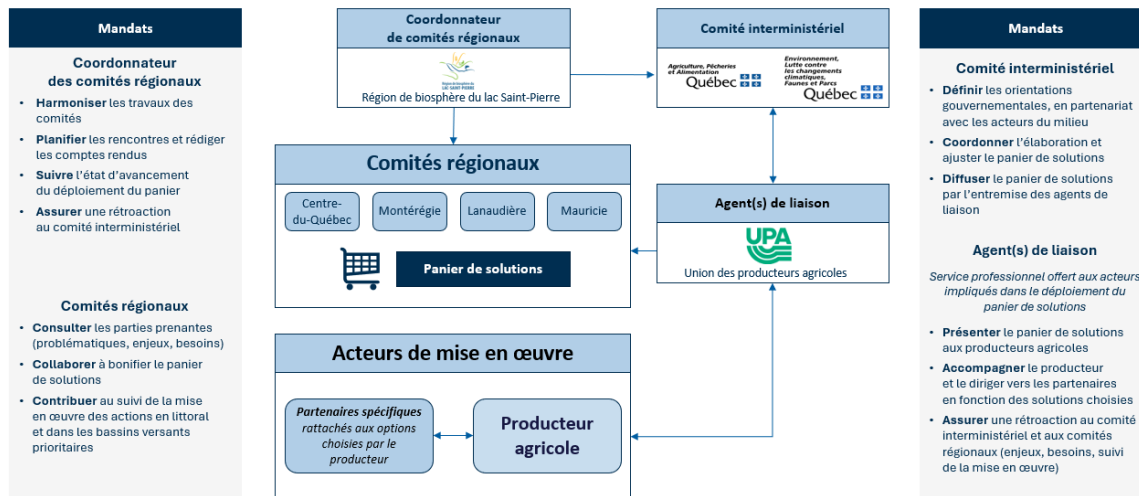 Mandats
Coordonnateur
des comités régionaux
• Harmoniser les travaux des
comités
• Planifier les rencontres et rédiger
les comptes rendus
• Suivre l'état d'avancement
du déploiement du panier
• Assurer une rétroaction
au comité interministériel
Comités régionaux
• Consulter les parties prenantes
(problématiques, enjeux, besoins)
• Collaborer à bonifier le panier
de solutions
• Contribuer au suivi de la mise
en œuvre des actions en littoral
et dans les bassins versants
prioritaires
Coordonnateur
de comités régionaux
Région de biosphère du
LAC SAINT-PIERRE
Région de biosphère du lac Saint-Pierre
Comité interministériel
Agriculture, Pêcheries
et Alimentation
Québec
Environnement,
Lutte contre
les changements
climatiques,
Faunes et Parcs
Québec
Comités régionaux
Centre-
du-Québec
Montérégie
Lanaudière
Mauricie
Panier de solutions
Agent(s) de liaison
UPA
Union des producteurs agricoles
Acteurs de mise en œuvre
Partenaires spécifiques
rattachés aux options
choisies par le
producteur
Producteur
agricole
Mandats
Comité interministériel
• Définir les orientations
gouvernementales, en partenariat
avec les acteurs du milieu
• Coordonner l'élaboration et
ajuster le panier de solutions
• Diffuser le panier de solutions
par l'entremise des agents de
liaison
Agent(s) de liaison
Service professionnel offert aux acteurs
impliqués dans le déploiement du
panier de solutions
• Présenter le panier de solutions
aux producteurs agricoles
• Accompagner le producteur
et le diriger vers les partenaires
en fonction des solutions choisies
• Assurer une rétroaction au comité
interministériel et aux comités
régionaux (enjeux, besoins, suivi
de la mise en œuvre)